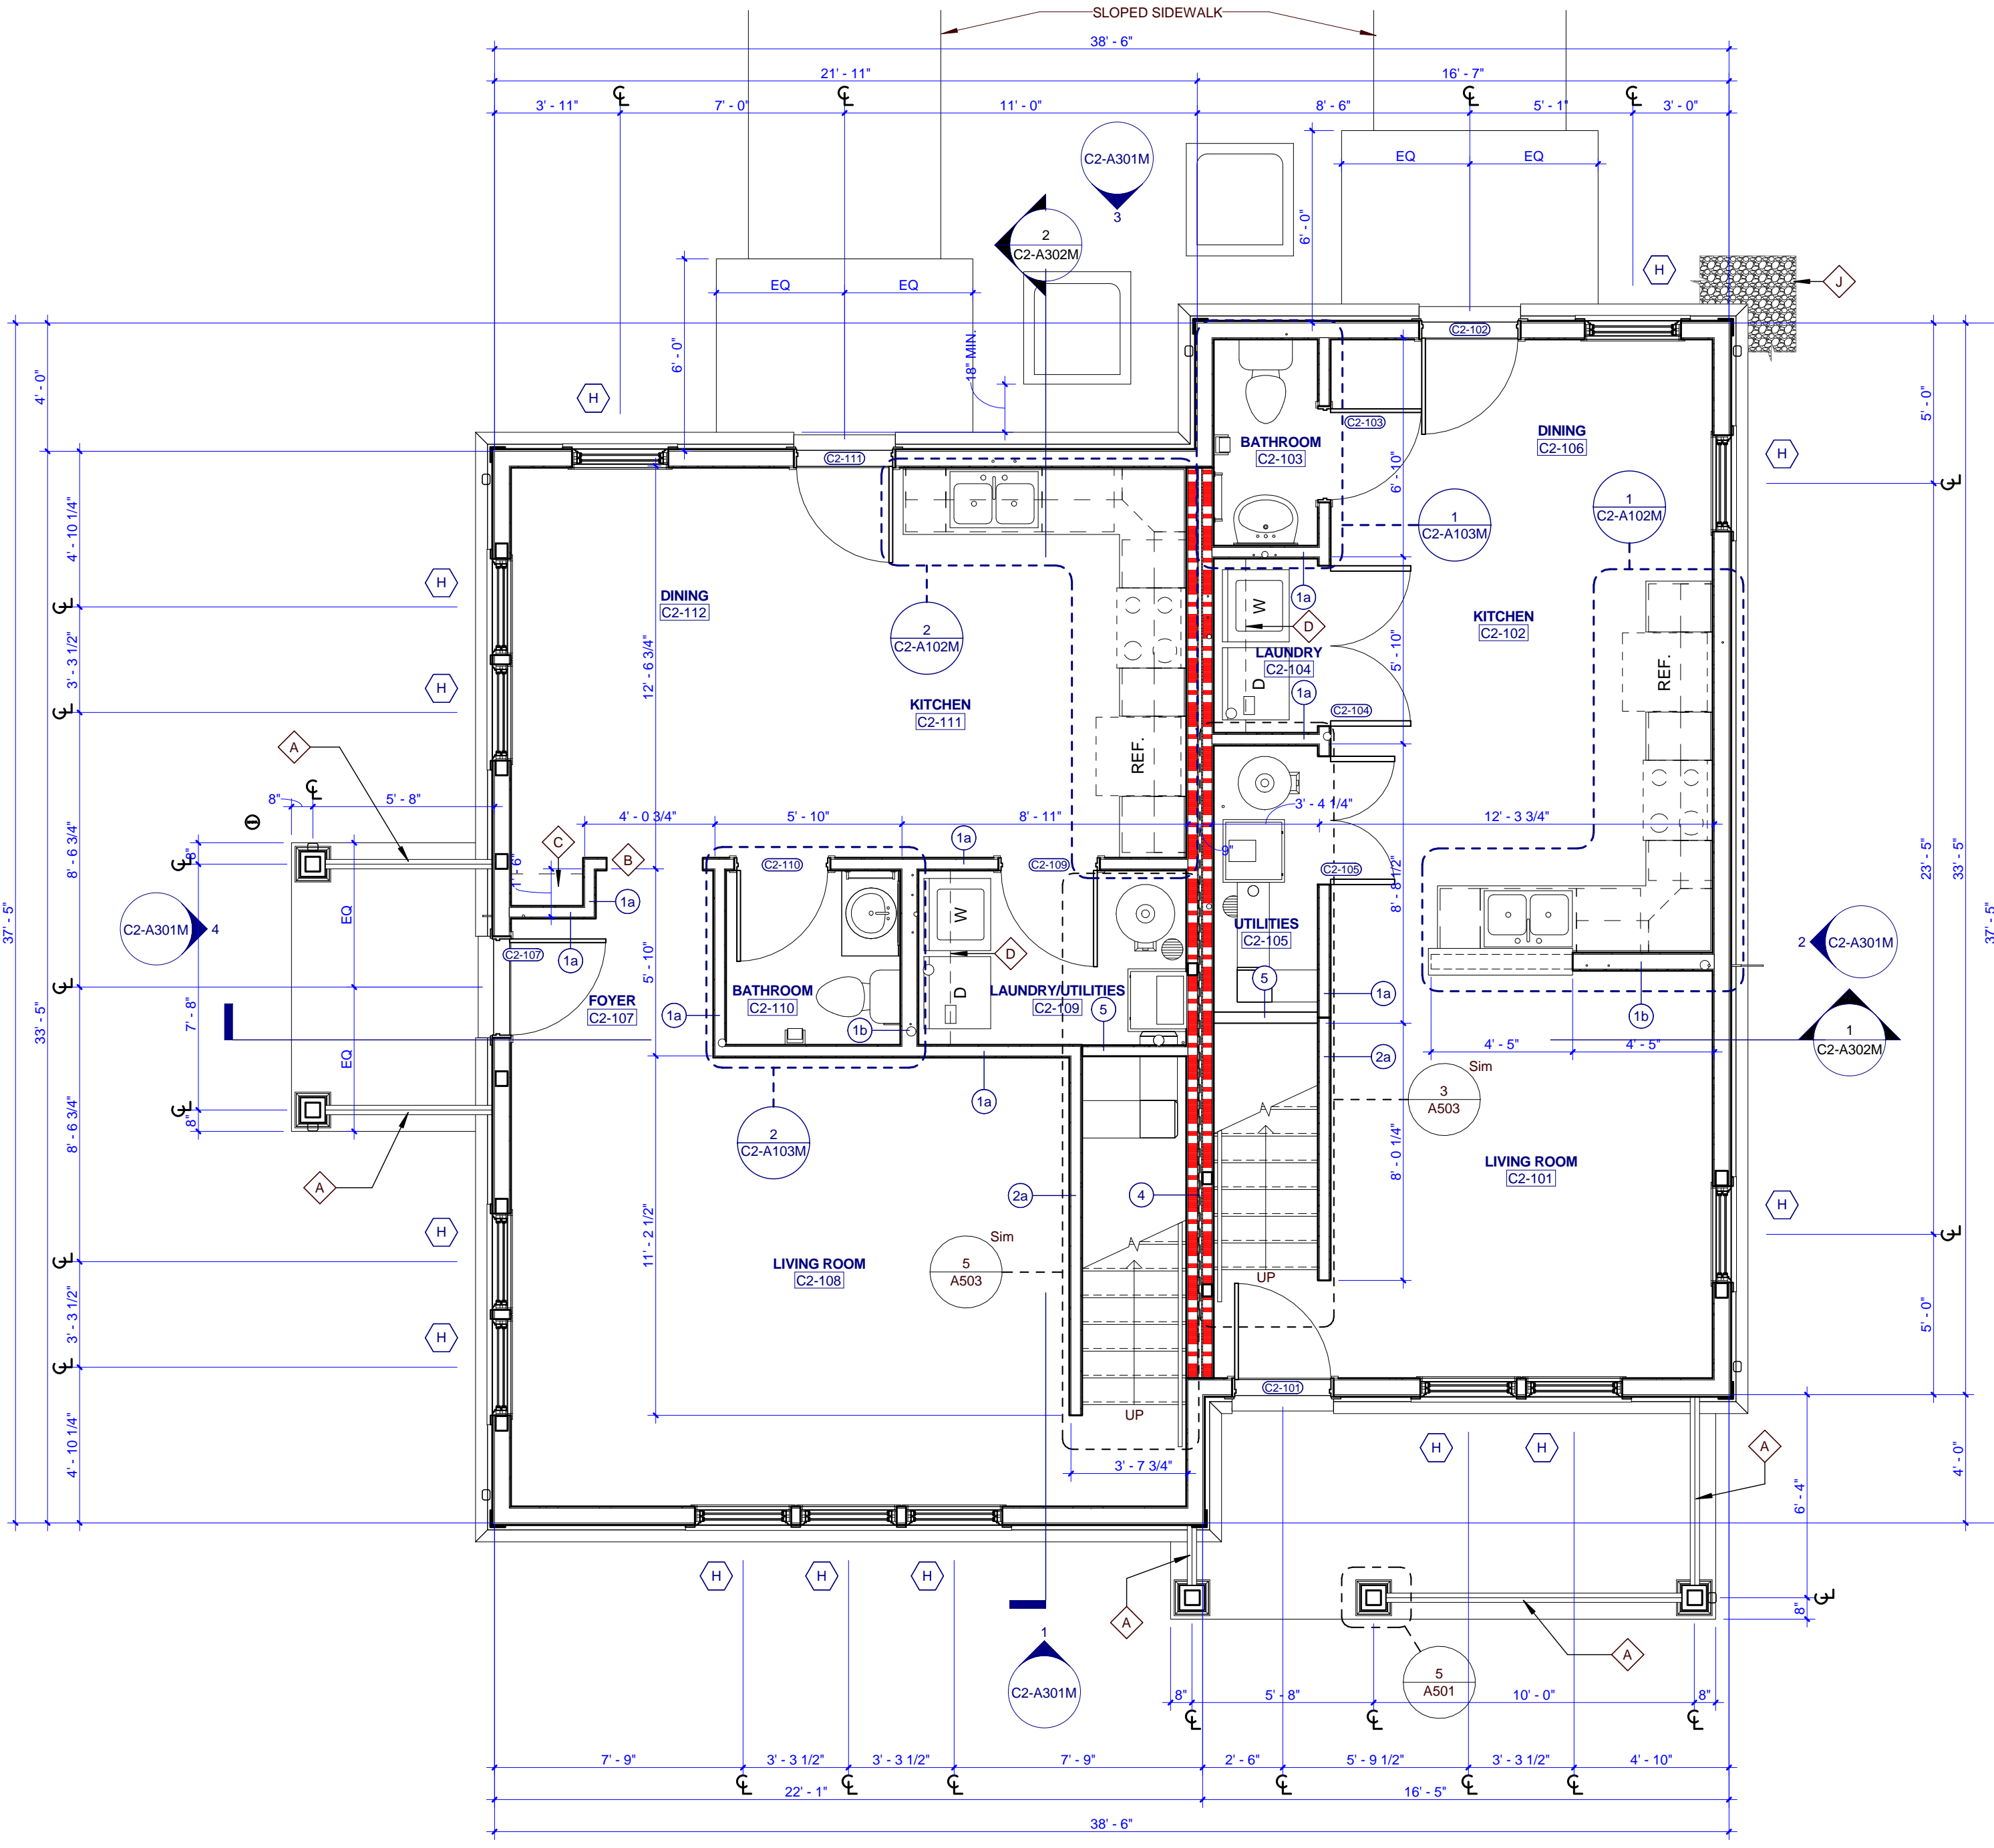 SLOPED SIDEWALK
38' - 6"
21' - 11"
16' - 7"
3' - 11"
7' - 0"
11' - 0"
8' - 6"
5' - 1"
3' - 0"
C2-A301M
3
EQ
EQ
2
C2-A302M
6' - 0"
H
J
EQ
EQ
6' - 0"
18" MIN.
4' - 0"
H
C2-102
C2-103
BATHROOM
C2-103
DINING
C2-106
6' - 10"
5' - 0"
H
C2-111
4' - 10 1/4"
1
C2-A103M
1
C2-A102M
H
DINING
C2-112
2
C2-A102M
1a
W
D
KITCHEN
C2-102
3' - 3 1/2"
12' - 6 3/4"
LAUNDRY
C2-104
5' - 10"
REF.
H
D
1a
C2-104
KITCHEN
C2-111
A
REF.
8"
5' - 8"
3' - 4 1/4"
4' - 0 3/4"
5' - 10"
8' - 11"
12' - 3 3/4"
8' - 6 3/4"
8"
C
B
1a
9"
C2-110
C2-109
C2-105
1' - 6"
8' - 8 1/2"
23' - 5"
33' - 5"
1a
W
EQ
37' - 5"
C2-A301M
4
UTILITIES
C2-105
37' - 5"
2
C2-A301M
C2-107
1a
D
5' - 10"
5
D
FOYER
C2-107
BATHROOM
C2-110
LAUNDRY/UTILITIES
C2-109
1a
33' - 5"
7' - 8"
1a
1b
5
1b
1
C2-A302M
EQ
4' - 5"
4' - 5"
2a
Sim
3
A503
1a
8"
8' - 6 3/4"
2
C2-A103M
8' - 0 1/4"
LIVING ROOM
C2-101
A
2a
4
H
11' - 2 1/2"
H
Sim
5
A503
LIVING ROOM
C2-108
UP
3' - 3 1/2"
H
5' - 0"
C2-101
UP
4' - 10 1/4"
H
H
A
3' - 7 3/4"
4' - 0"
6' - 4"
H
H
H
A
8"
1
C2-A301M
A
5
A501
8"
5' - 8"
10' - 0"
8"
7' - 9"
3' - 3 1/2"
3' - 3 1/2"
7' - 9"
2' - 6"
5' - 9 1/2"
3' - 3 1/2"
4' - 10"
22' - 1"
16' - 5"
38' - 6"